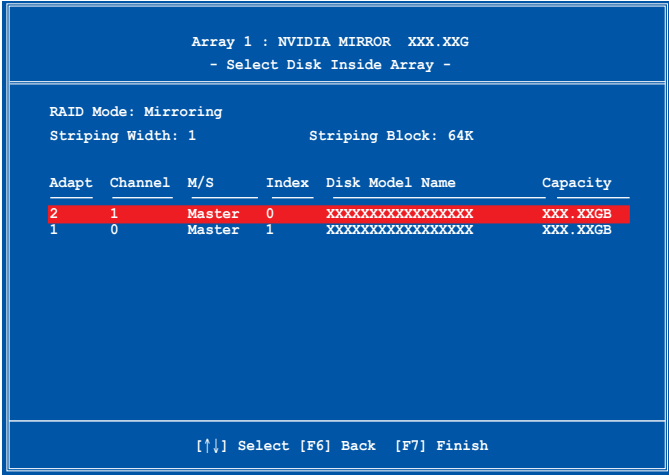 Array 1 : NVIDIA MIRROR  XXX.XXG
- Select Disk Inside Array -
RAID Mode: Mirroring
Striping Width: 1 Striping Block: 64K
Adapt Channel M/S Index Disk Model Name Capacity
2 1 Master 0 XXXXXXXXXXXXXXXXX XXX.XXGB
1 0 Master 1 XXXXXXXXXXXXXXXXX XXX.XXGB
[↑↓] Select [F6] Back [F7] Finish